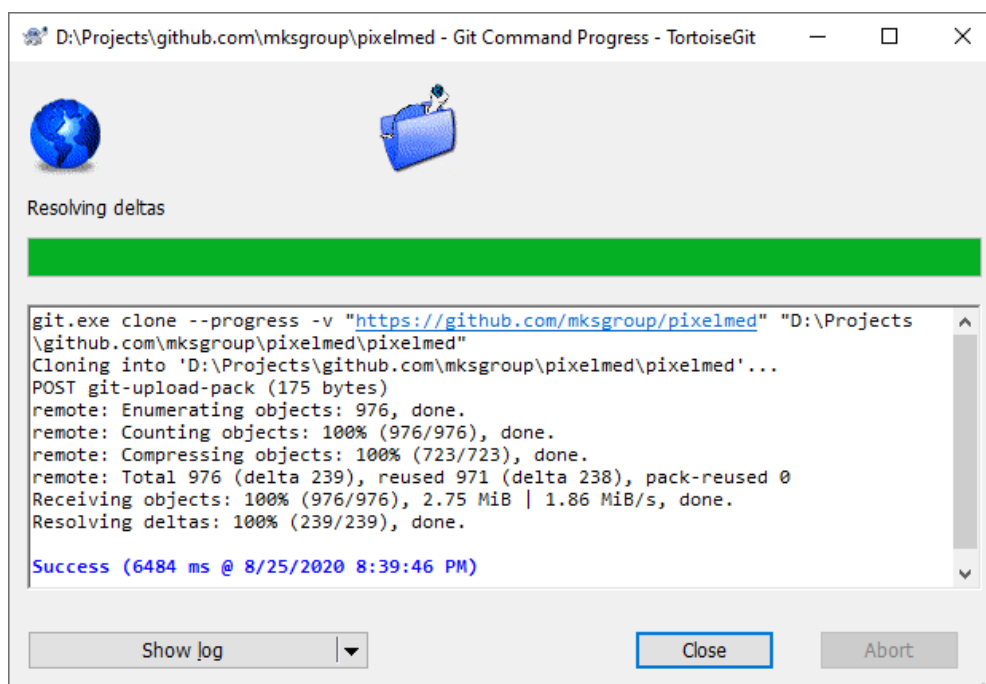 D:\Projects\github.com\mksgroup\pixelmed - Git Command Progress - TortoiseGit
Resolving deltas
git.exe clone --progress -v "https://github.com/mksgroup/pixelmed" "D:\Projects
\github.com\mksgroup\pixelmed\pixelmed"
Cloning into 'D:\Projects\github.com\mksgroup\pixelmed\pixelmed'...
POST git-upload-pack (175 bytes)
remote: Enumerating objects: 976, done.
remote: Counting objects: 100% (976/976), done.
remote: Compressing objects: 100% (723/723), done.
remote: Total 976 (delta 239), reused 971 (delta 238), pack-reused 0
Receiving objects: 100% (976/976), 2.75 MiB | 1.86 MiB/s, done.
Resolving deltas: 100% (239/239), done.
Success (6484 ms @ 8/25/2020 8:39:46 PM)
Show log Close Abort